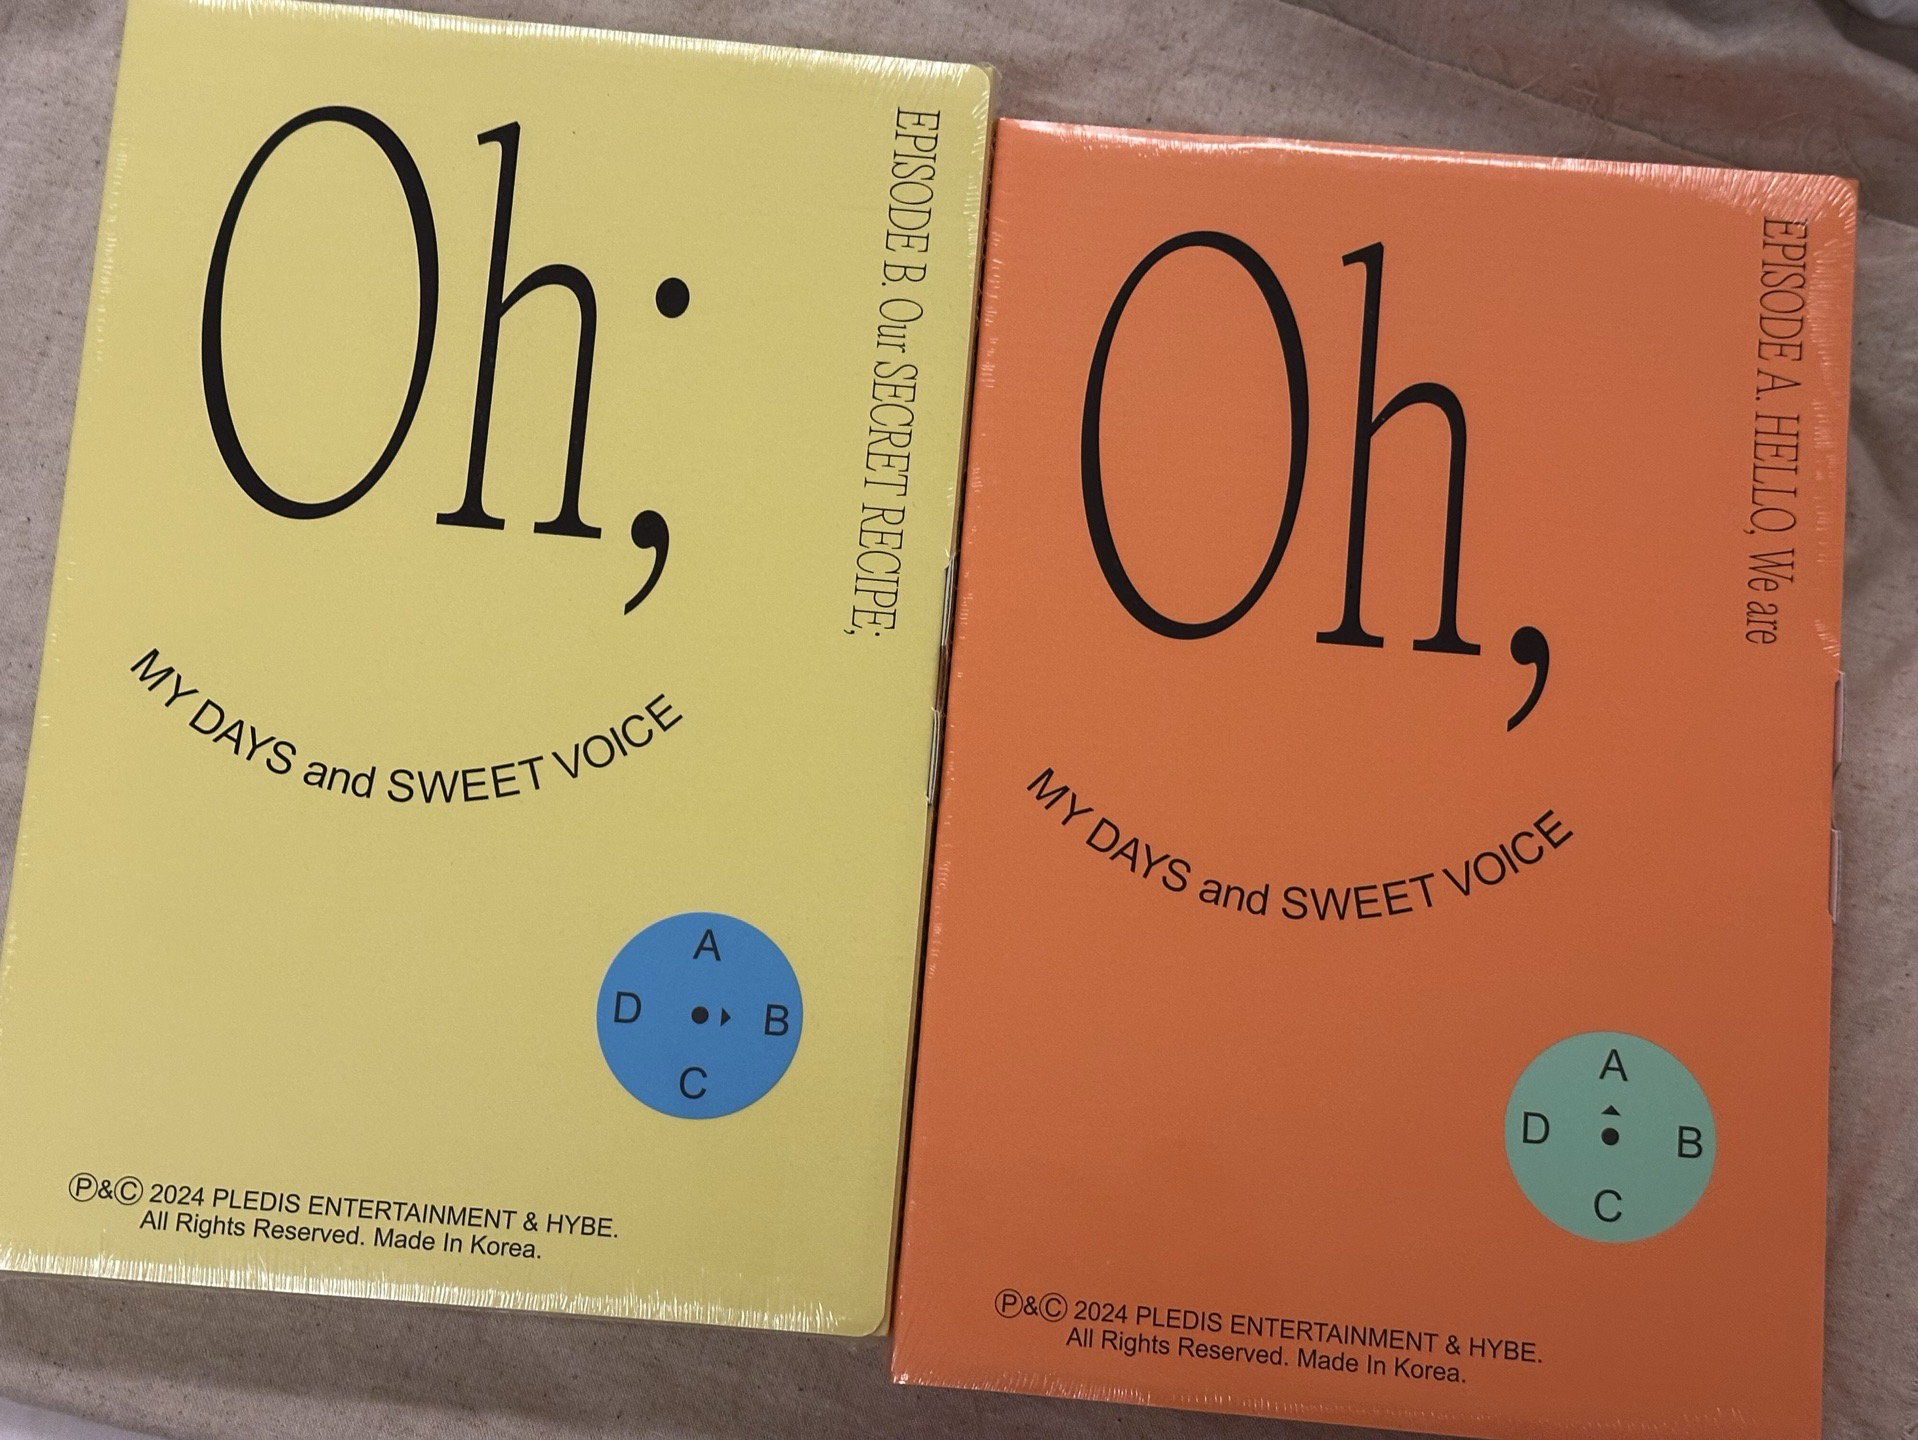 Oh;
EPISODE B. Our SECRET RECIPE;
MY DAYS and SWEET VOICE
A
D
B
C
Ⓟ&Ⓒ 2024 PLEDIS ENTERTAINMENT & HYBE.
All Rights Reserved. Made In Korea.
Oh,
EPISODE A. HELLO, We are
MY DAYS and SWEET VOICE
A
D
B
C
Ⓟ&Ⓒ 2024 PLEDIS ENTERTAINMENT & HYBE.
All Rights Reserved. Made In Korea.